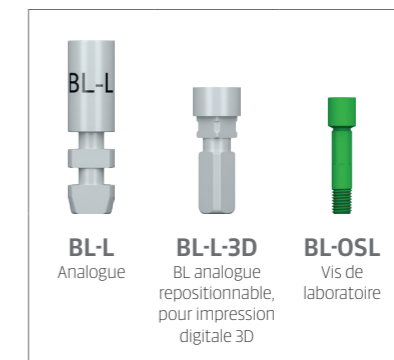 BL-L
BL-L
Analogue
BL-L-3D
BL analogue
repositionnable,
pour impression
digitale 3D
BL-OSL
Vis de
laboratoire